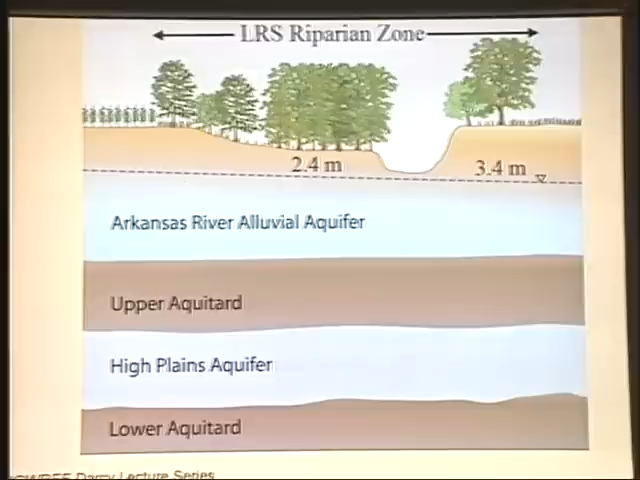 LRS Riparian Zone
2.4 m
3.4 m
Arkansas River Alluvial Aquifer
Upper Aquitard
High Plains Aquifer
Lower Aquitard
Darcy Lecture Series